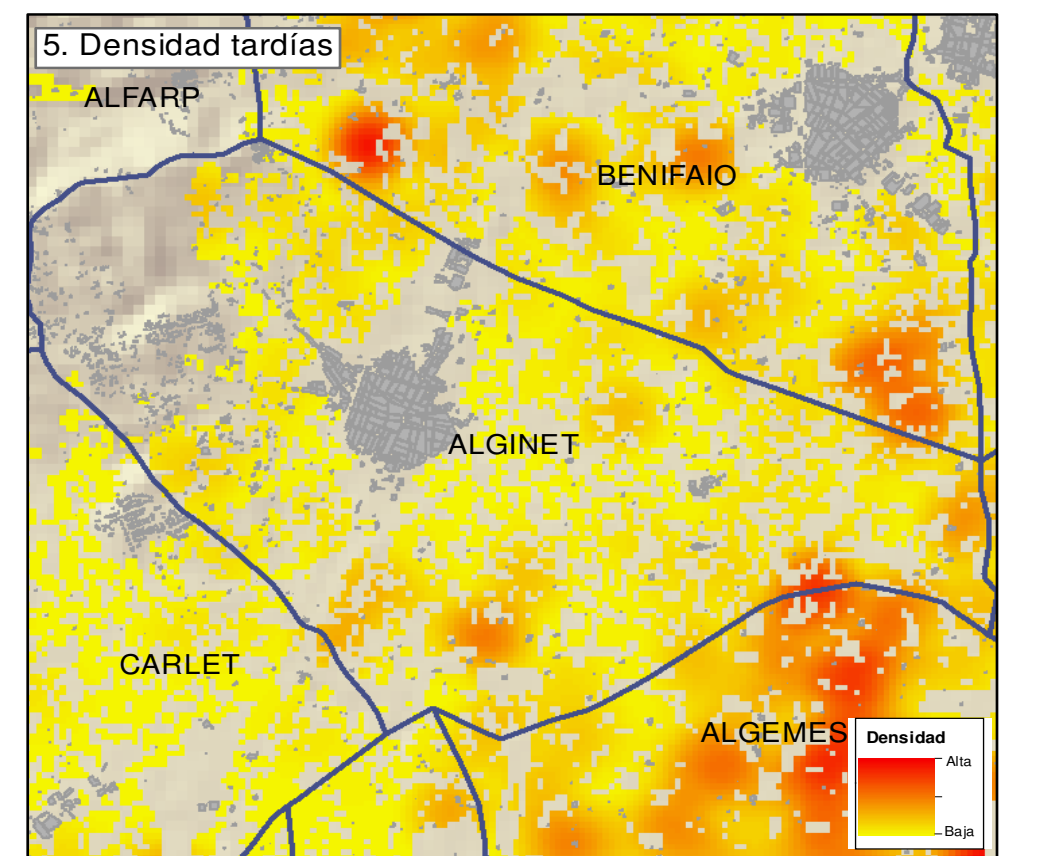 5. Densidad tardías
ALFARP
BENIFAIO
ALGINET
CARLET
ALGEMES
Densidad
Alta
Baja